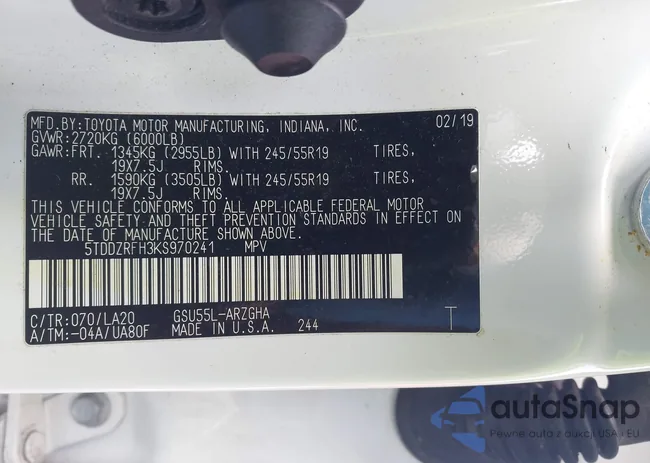 MFD.BY:TOYOTA MOTOR MANUFACTURING, INDIANA, INC. 02/19
GVWR:2720KG (6000LB)
GAWR:FRT. 1345KG (2955LB) WITH 245/55R19 TIRES,
19X7.5J RIMS.
RR. 1590KG (3505LB) WITH 245/55R19 TIRES,
19X7.5J RIMS.
THIS VEHICLE CONFORMS TO ALL APPLICABLE FEDERAL MOTOR
VEHICLE SAFETY AND THEFT PREVENTION STANDARDS IN EFFECT ON
THE DATE OF MANUFACTURE SHOWN ABOVE.
5TDDZRFH3KS970241 MPV
C/TR:070/LA20 GSU55L-ARZGHA
A/TM:-04A/UA80F MADE IN U.S.A. 244 T
autaSnap
Pewne auta z aukcji USA i EU